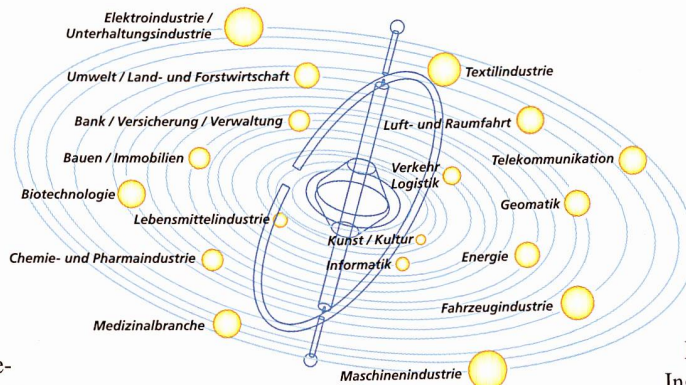 Elektroindustrie /
Unterhaltungsindustrie
Textilindustrie
Umwelt / Land- und Forstwirtschaft
Bank / Versicherung / Verwaltung
Luft- und Raumfahrt
Bauen / Immobilien
Verkehr
Logistik
Telekommunikation
Biotechnologie
Geomatik
Lebensmittelindustrie
Kunst / Kultur
Chemie- und Pharmaindustrie
Informatik
Energie
Fahrzeugindustrie
Medizinalbranche
Maschinenindustrie
e-